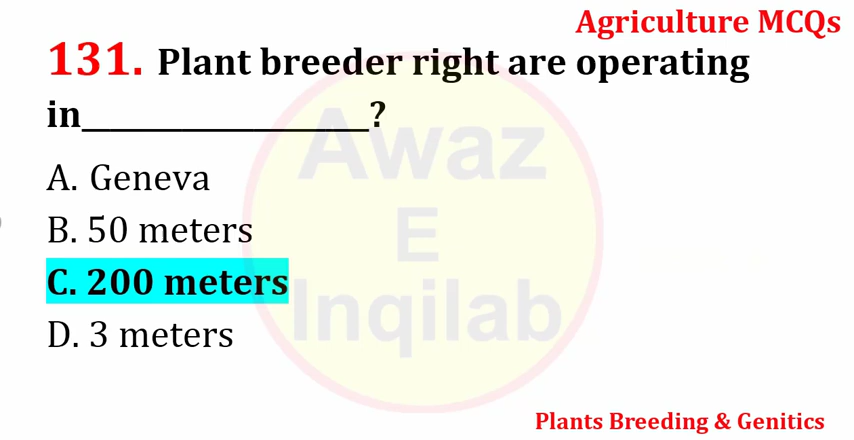 Agriculture MCQs
131. Plant breeder right are operating
in___________________?
A. Geneva
B. 50 meters
C. 200 meters
D. 3 meters
Awaz
E
Inqilab
Plants Breeding & Genitics